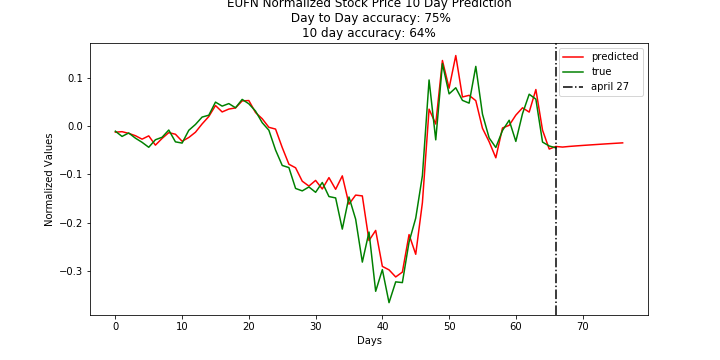 EUFN Normalized Stock Price 10 Day Prediction
Day to Day accuracy: 75%
10 day accuracy: 64%
predicted
true
april 27
0.1
0.0
−0.1
−0.2
−0.3
Normalized Values
0 10 20 30 40 50 60 70
Days